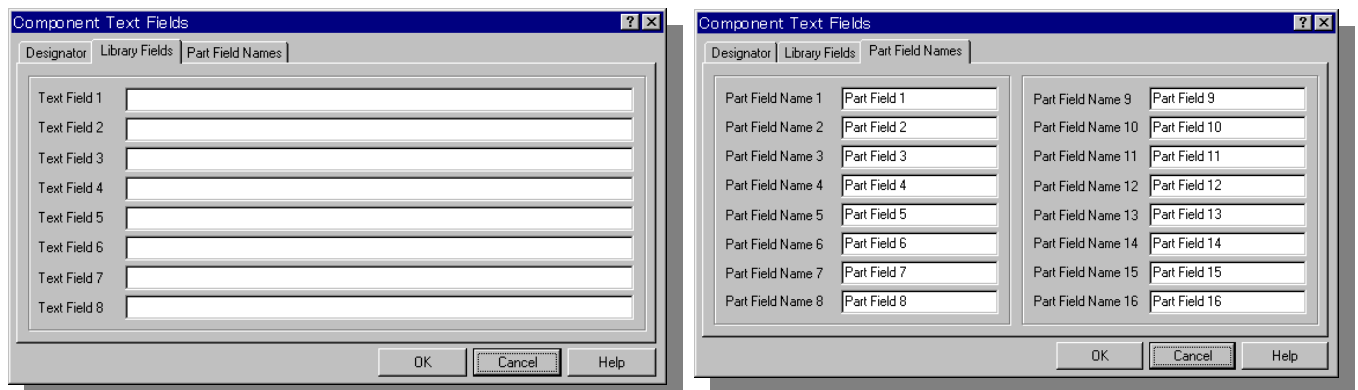 Component Text Fields
Designator Library Fields Part Field Names
Text Field 1
Text Field 2
Text Field 3
Text Field 4
Text Field 5
Text Field 6
Text Field 7
Text Field 8
OK Cancel Help
Component Text Fields
Designator Library Fields Part Field Names
Part Field Name 1 Part Field 1
Part Field Name 2 Part Field 2
Part Field Name 3 Part Field 3
Part Field Name 4 Part Field 4
Part Field Name 5 Part Field 5
Part Field Name 6 Part Field 6
Part Field Name 7 Part Field 7
Part Field Name 8 Part Field 8
Part Field Name 9 Part Field 9
Part Field Name 10 Part Field 10
Part Field Name 11 Part Field 11
Part Field Name 12 Part Field 12
Part Field Name 13 Part Field 13
Part Field Name 14 Part Field 14
Part Field Name 15 Part Field 15
Part Field Name 16 Part Field 16
OK Cancel Help